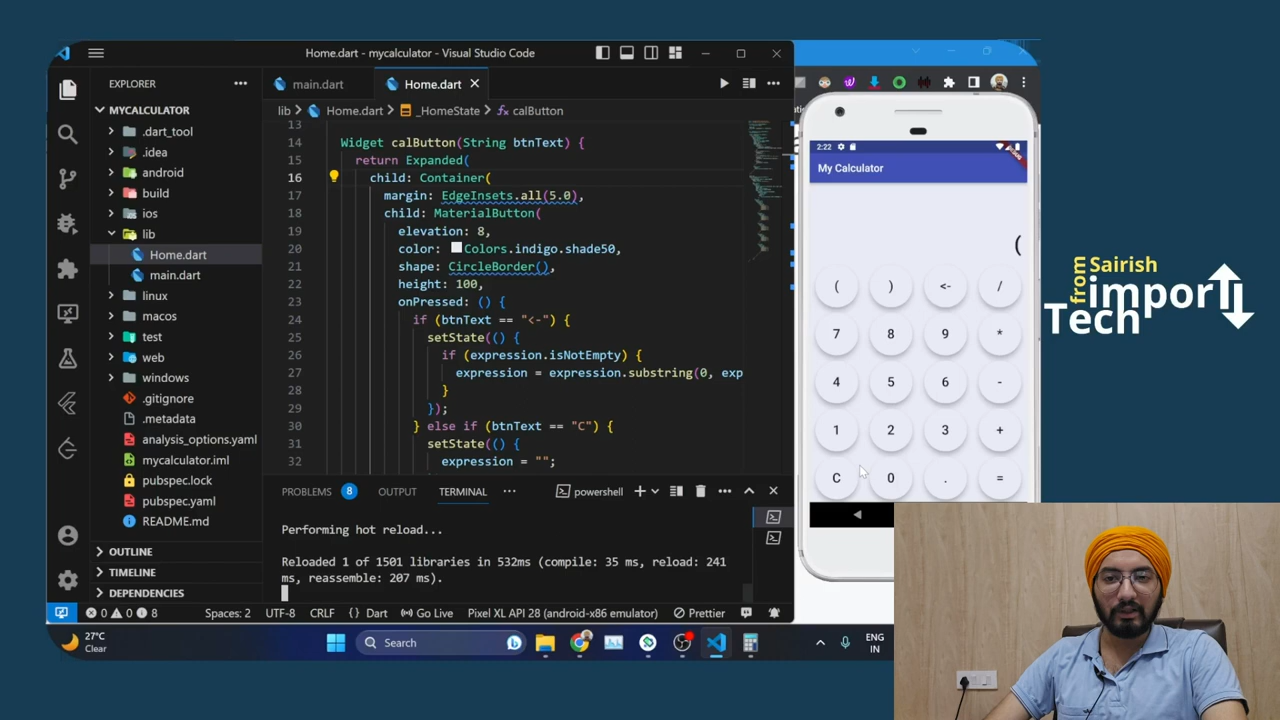 Home.dart - mycalculator - Visual Studio Code
EXPLORER
main.dart
Home.dart
MYCALCULATOR
.dart_tool
.idea
android
build
ios
lib
Home.dart
main.dart
linux
macos
test
web
windows
.gitignore
.metadata
analysis_options.yaml
mycalculator.iml
pubspec.lock
pubspec.yaml
README.md
OUTLINE
TIMELINE
DEPENDENCIES
lib > Home.dart > _HomeState > calButton
13
14 Widget calButton(String btnText) {
15 return Expanded(
16 child: Container(
17 margin: EdgeInsets.all(5.0),
18 child: MaterialButton(
19 elevation: 8,
20 color: Colors.indigo.shade50,
21 shape: CircleBorder(),
22 height: 100,
23 onPressed: () {
24 if (btnText == "<-") {
25 setState(() {
26 if (expression.isNotEmpty) {
27 expression = expression.substring(0, exp
28 }
29 });
30 } else if (btnText == "C") {
31 setState(() {
32 expression = "";
PROBLEMS 8 OUTPUT TERMINAL
powershell
Performing hot reload...
Reloaded 1 of 1501 libraries in 532ms (compile: 35 ms, reload: 241
ms, reassemble: 207 ms).
0 0 8 Spaces: 2 UTF-8 CRLF {} Dart Go Live Pixel XL API 28 (android-x86 emulator) Prettier
27°C
Clear
Search
ENG
IN
2:22
My Calculator
(
( ) <- /
7 8 9 *
4 5 6 -
1 2 3 +
C 0 . =
from Sairish
import
Tech